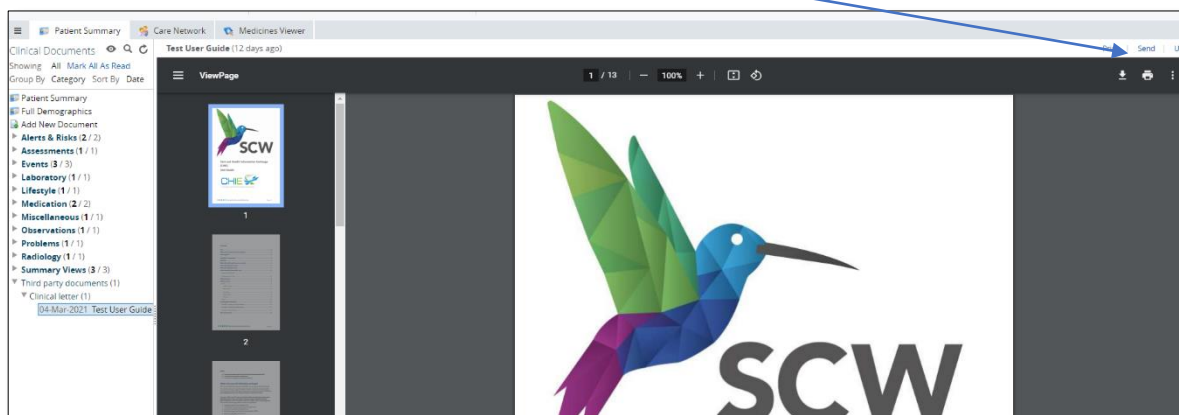 Patient Summary Care Network Medicines Viewer
Clinical Documents
Test User Guide (12 days ago)
Send
Showing All Mark All As Read
Group By Category Sort By Date
ViewPage
1 / 13
100%
Patient Summary
Full Demographics
Add New Document
Alerts & Risks (2 / 2)
Assessments (1 / 1)
Events (3 / 3)
Laboratory (1 / 1)
Lifestyle (1 / 1)
Medication (2 / 2)
Miscellaneous (1 / 1)
Observations (1 / 1)
Problems (1 / 1)
Radiology (1 / 1)
Summary Views (3 / 3)
Third party documents (1)
Clinical letter (1)
04-Mar-2021 Test User Guide
SCW
CHIE
1
2
SCW